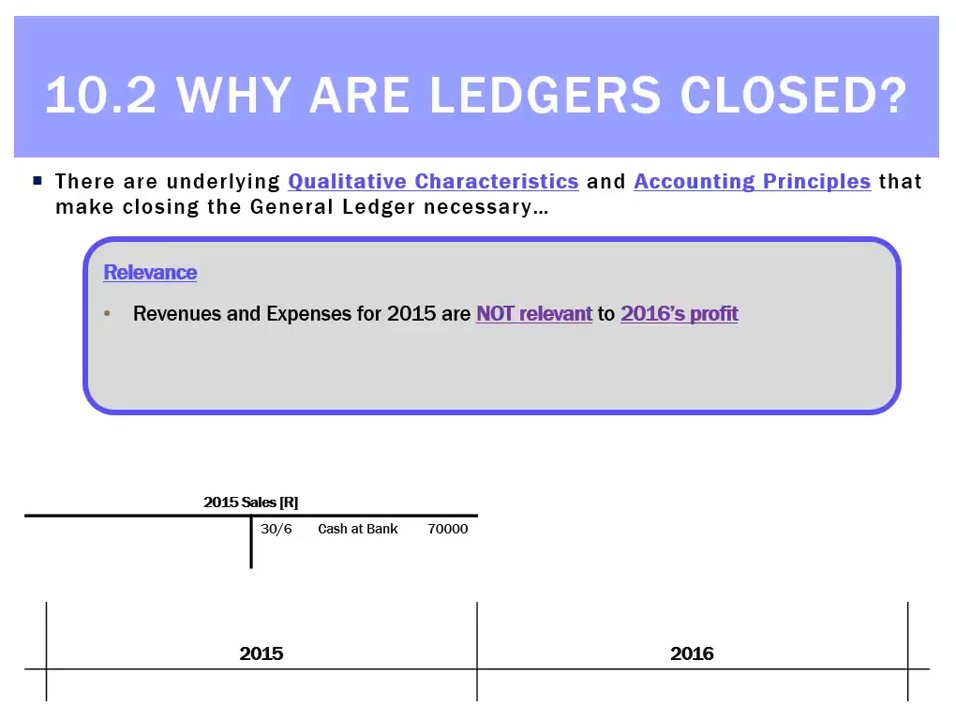 10.2 WHY ARE LEDGERS CLOSED?
▪ There are underlying Qualitative Characteristics and Accounting Principles that
make closing the General Ledger necessary…
Relevance
• Revenues and Expenses for 2015 are NOT relevant to 2016's profit
2015 Sales [R]
30/6 Cash at Bank 70000
2015 2016